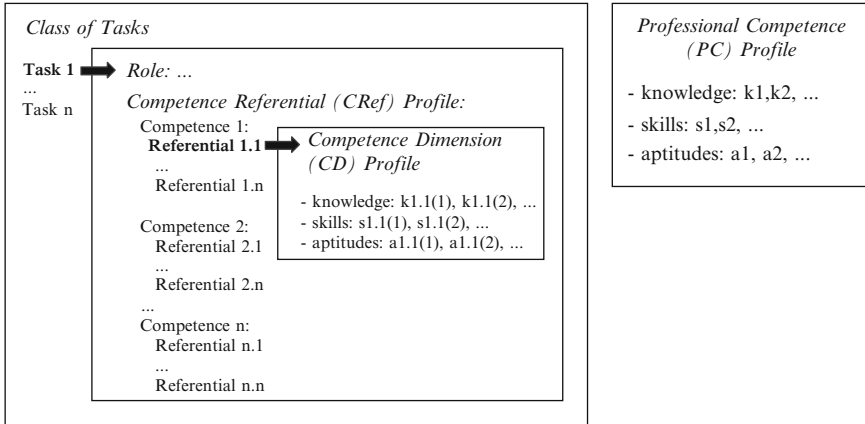 Class of Tasks
Task 1
...
Task n
Role: ...
Competence Referential (CRef) Profile:
Competence 1:
Referential 1.1
...
Referential 1.n
Competence 2:
Referential 2.1
...
Referential 2.n
...
Competence n:
Referential n.1
...
Referential n.n
Competence Dimension
(CD) Profile
- knowledge: k1.1(1), k1.1(2), ...
- skills: s1.1(1), s1.1(2), ...
- aptitudes: a1.1(1), a1.1(2), ...
Professional Competence
(PC) Profile
- knowledge: k1,k2, ...
- skills: s1,s2, ...
- aptitudes: a1, a2, ...